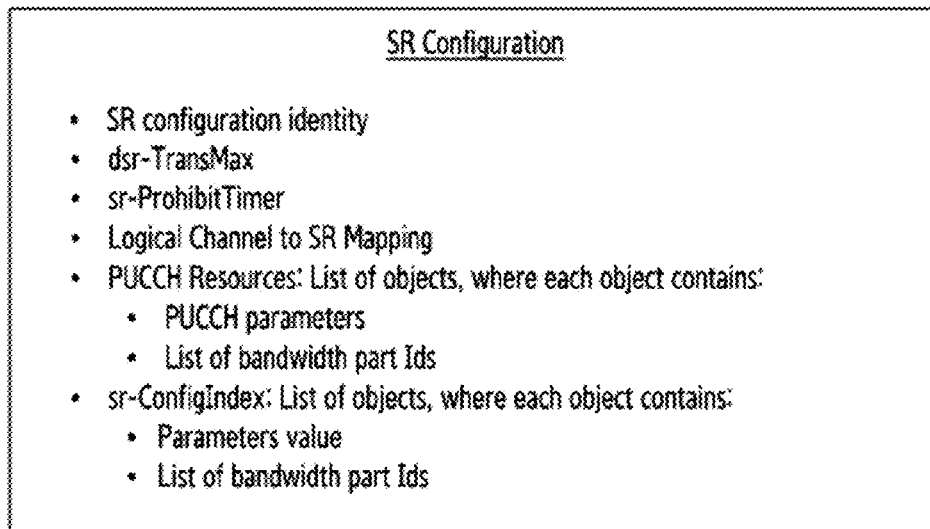 SR Configuration
• SR configuration identity
• dsr-TransMax
• sr-ProhibitTimer
• Logical Channel to SR Mapping
• PUCCH Resources: List of objects, where each object contains:
• PUCCH parameters
• List of bandwidth part Ids
• sr-ConfigIndex: List of objects, where each object contains:
• Parameters value
• List of bandwidth part Ids